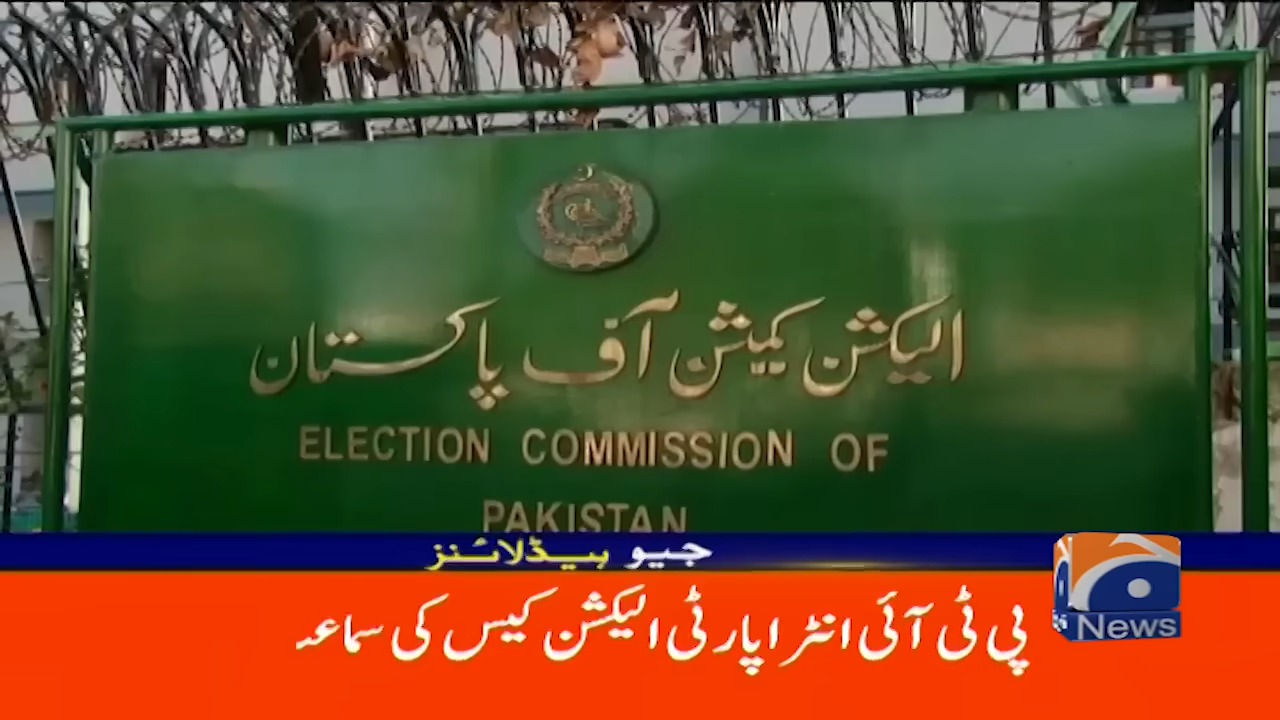 الیکشن کمیشن آف پاکستان
ELECTION COMMISSION OF
PAKISTAN
جیو ہیڈلائنز
News
پی ٹی آئی انٹرا پارٹی الیکشن کیس کی